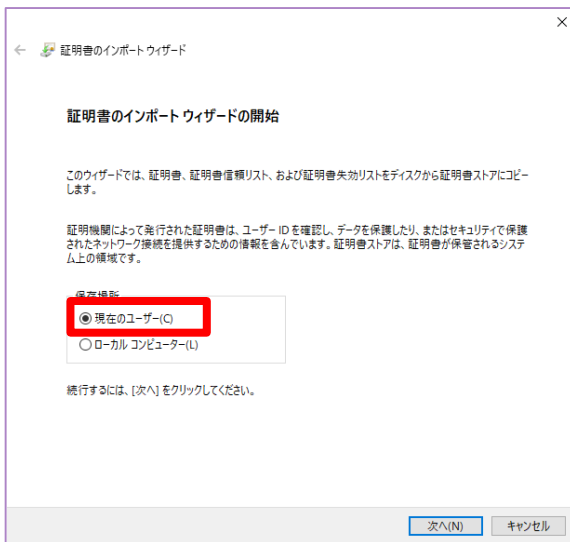 証明書のインポート ウィザード
証明書のインポート ウィザードの開始
このウィザードでは、証明書、証明書信頼リスト、および証明書失効リストをディスクから証明書ストアにコピー
します。
証明機関によって発行された証明書は、ユーザー ID を確認し、データを保護したり、またはセキュリティで保護
されたネットワーク接続を提供するための情報を含んでいます。証明書ストアは、証明書が保管されるシステ
ム上の領域です。
保存場所
現在のユーザー(C)
ローカル コンピューター(L)
続行するには、[次へ] をクリックしてください。
次へ(N)
キャンセル